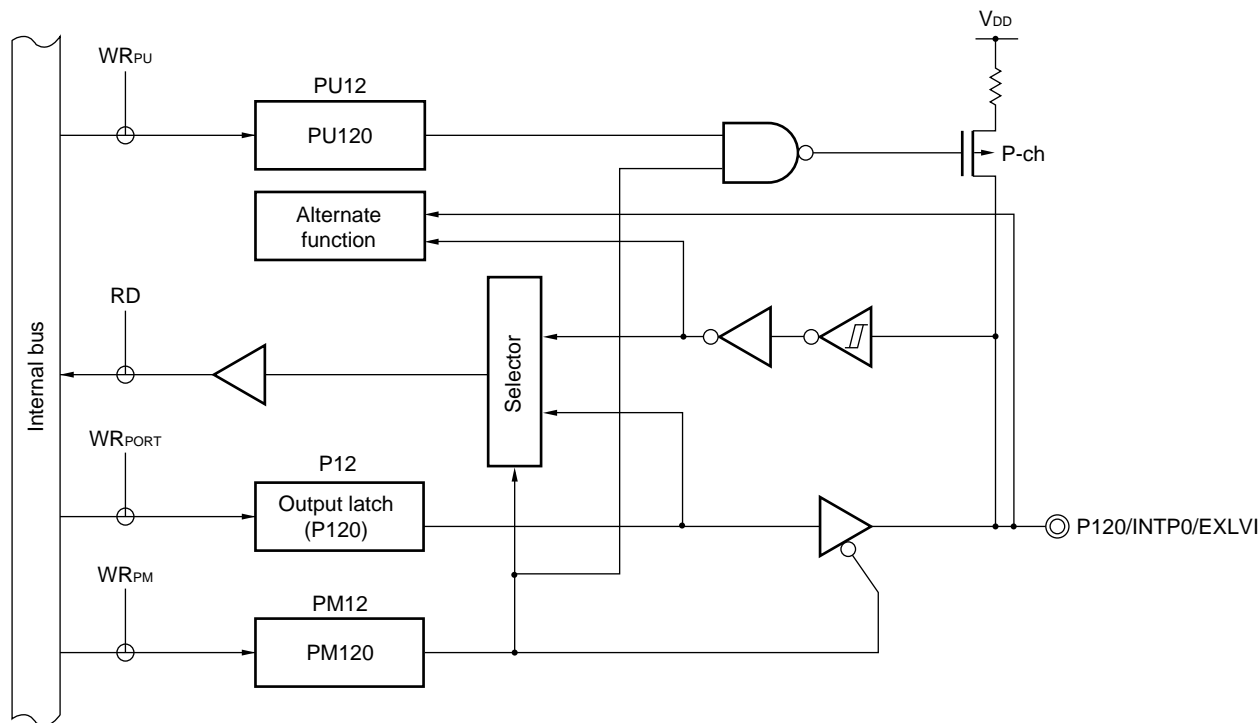 VDD
WRPU
PU12
PU120
P-ch
Alternate
function
RD
Internal bus
Selector
WRPORT
P12
Output latch
(P120)
P120/INTP0/EXLVI
WRPM
PM12
PM120